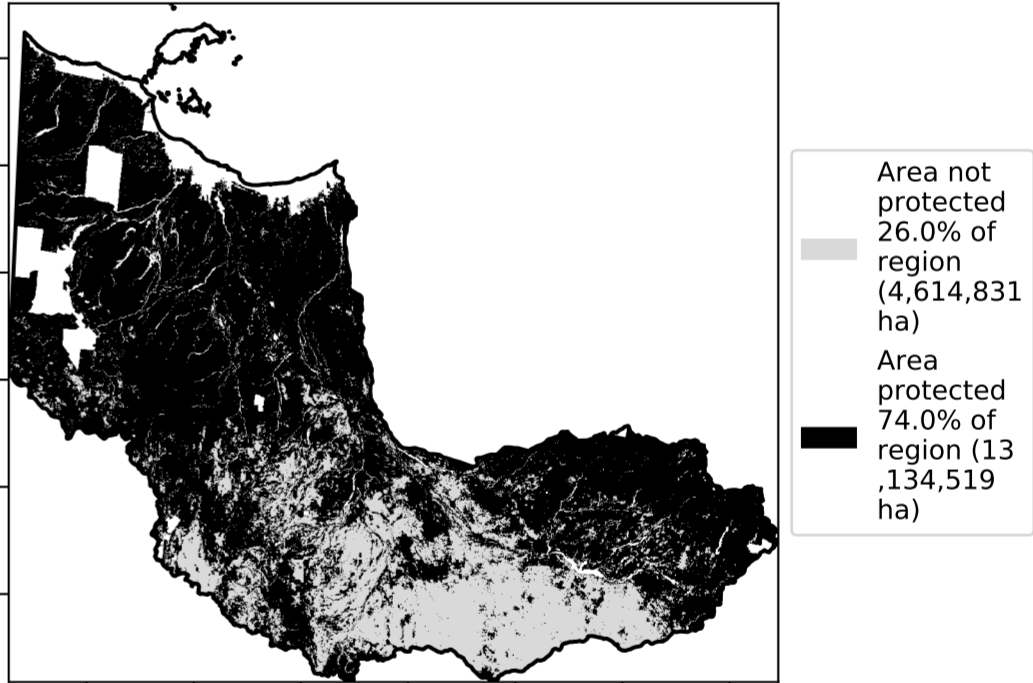 Area not
protected
26.0% of
region
(4,614,831
ha)
Area
protected
74.0% of
region (13
,134,519
ha)